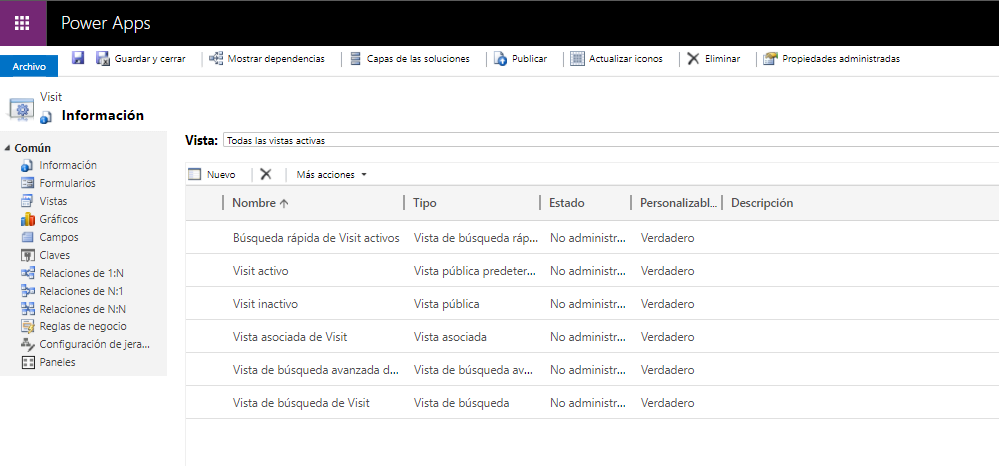 Power Apps
Archivo
Guardar y cerrar
Mostrar dependencias
Capas de las soluciones
Publicar
Actualizar iconos
Eliminar
Propiedades administradas
Visit
Información
Común
Información
Formularios
Vistas
Gráficos
Campos
Claves
Relaciones de 1:N
Relaciones de N:1
Relaciones de N:N
Reglas de negocio
Configuración de jera...
Paneles
Vista: Todas las vistas activas
Nuevo Más acciones
Nombre Tipo Estado Personalizabl... Descripción
Búsqueda rápida de Visit activos Vista de búsqueda ráp... No administr... Verdadero
Visit activo Vista pública predeter... No administr... Verdadero
Visit inactivo Vista pública No administr... Verdadero
Vista asociada de Visit Vista asociada No administr... Verdadero
Vista de búsqueda avanzada d... Vista de búsqueda av... No administr... Verdadero
Vista de búsqueda de Visit Vista de búsqueda No administr... Verdadero